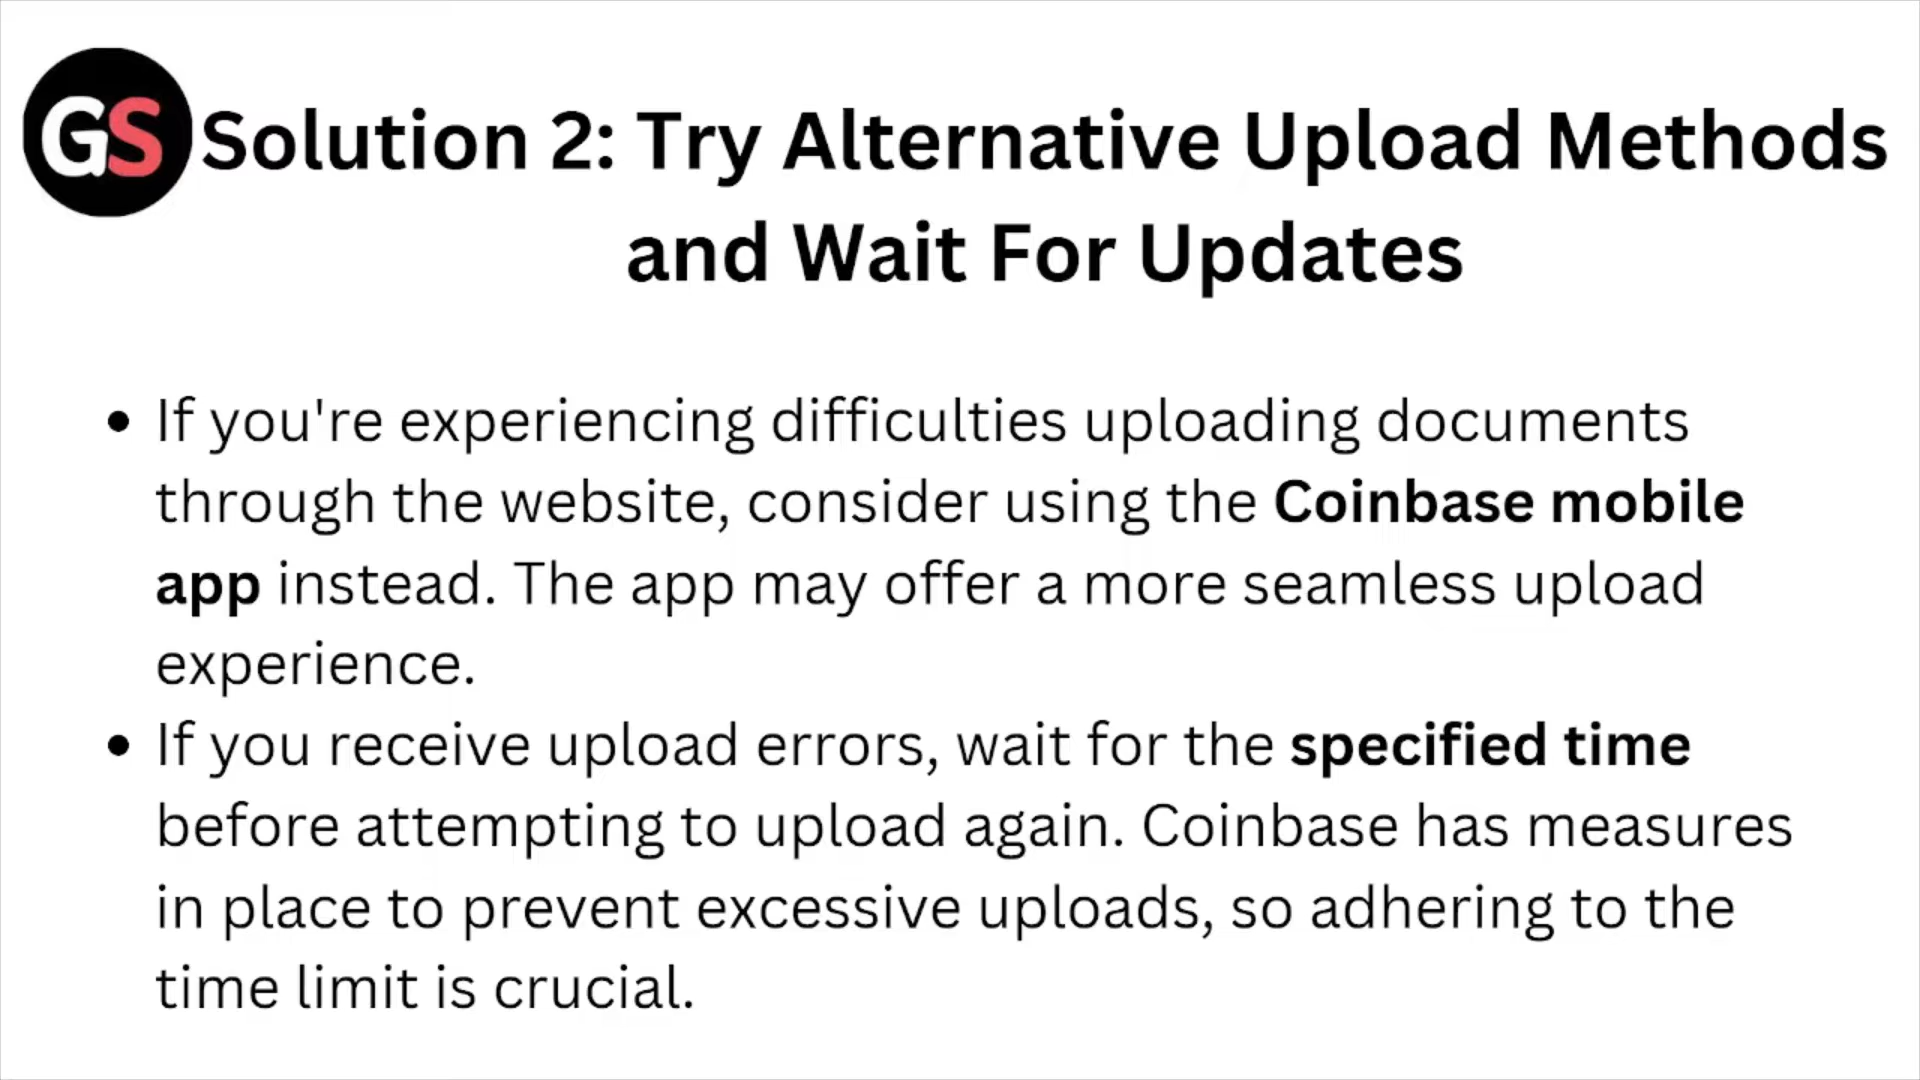 GS
Solution 2: Try Alternative Upload Methods
and Wait For Updates
• If you're experiencing difficulties uploading documents
through the website, consider using the Coinbase mobile
app instead. The app may offer a more seamless upload
experience.
• If you receive upload errors, wait for the specified time
before attempting to upload again. Coinbase has measures
in place to prevent excessive uploads, so adhering to the
time limit is crucial.